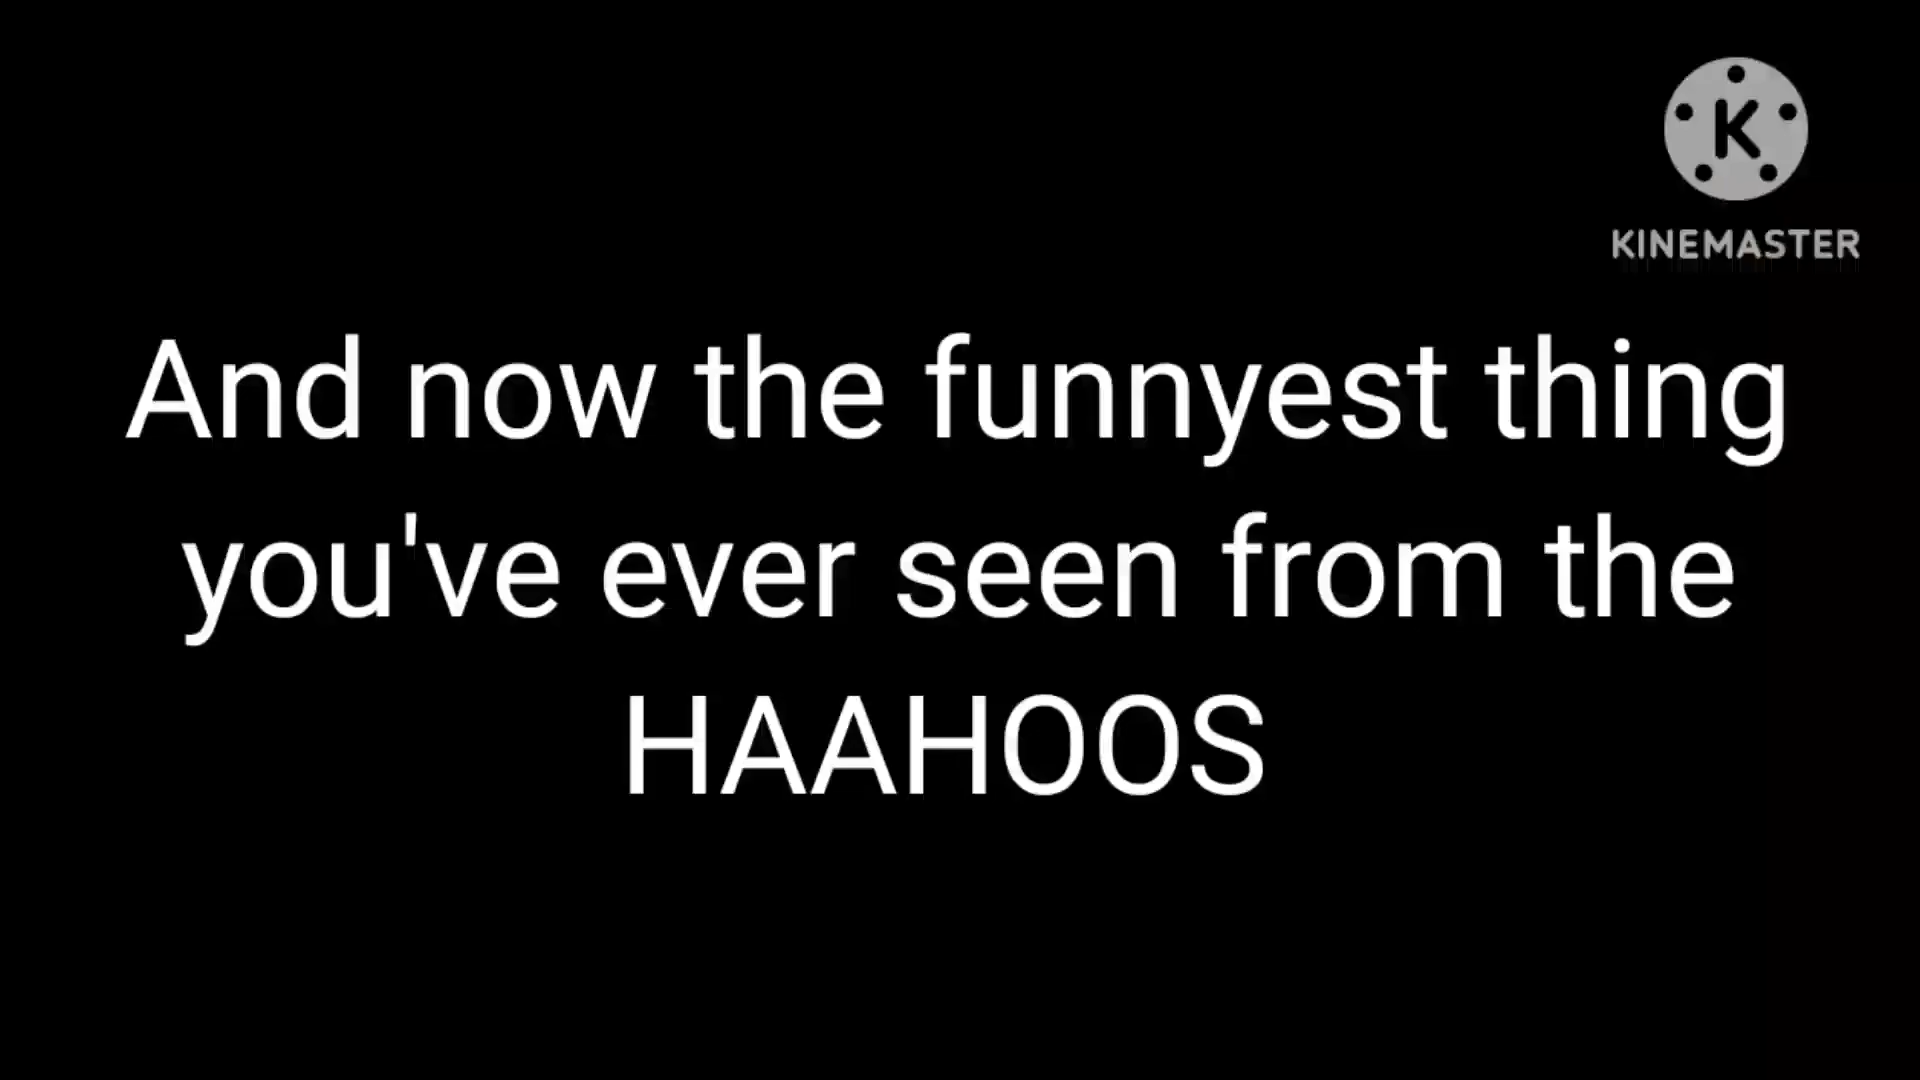 K
KINEMASTER
And now the funnyest thing
you've ever seen from the
HAAHOOS